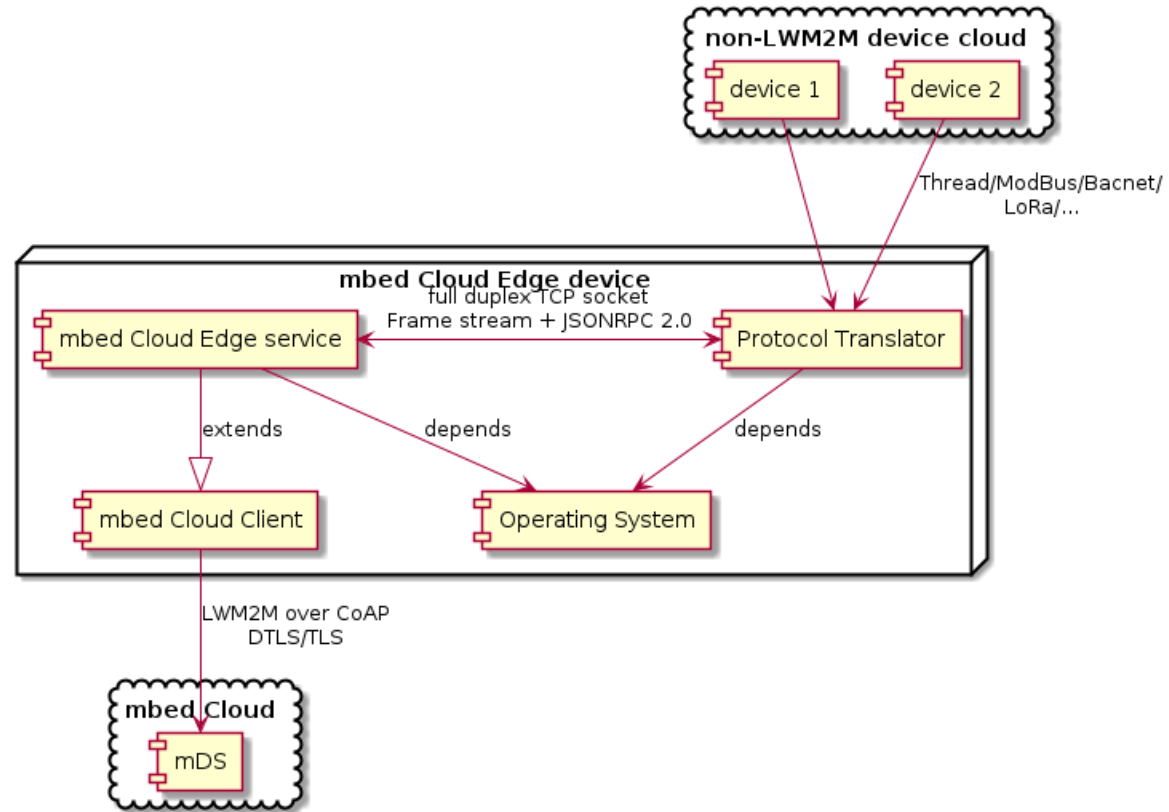 non-LWM2M device cloud
device 1
device 2
Thread/ModBus/Bacnet/
LoRa/...
mbed Cloud Edge device
full duplex TCP socket
Frame stream + JSONRPC 2.0
mbed Cloud Edge service
Protocol Translator
extends
depends
depends
mbed Cloud Client
Operating System
LWM2M over CoAP
DTLS/TLS
mbed Cloud
mDS